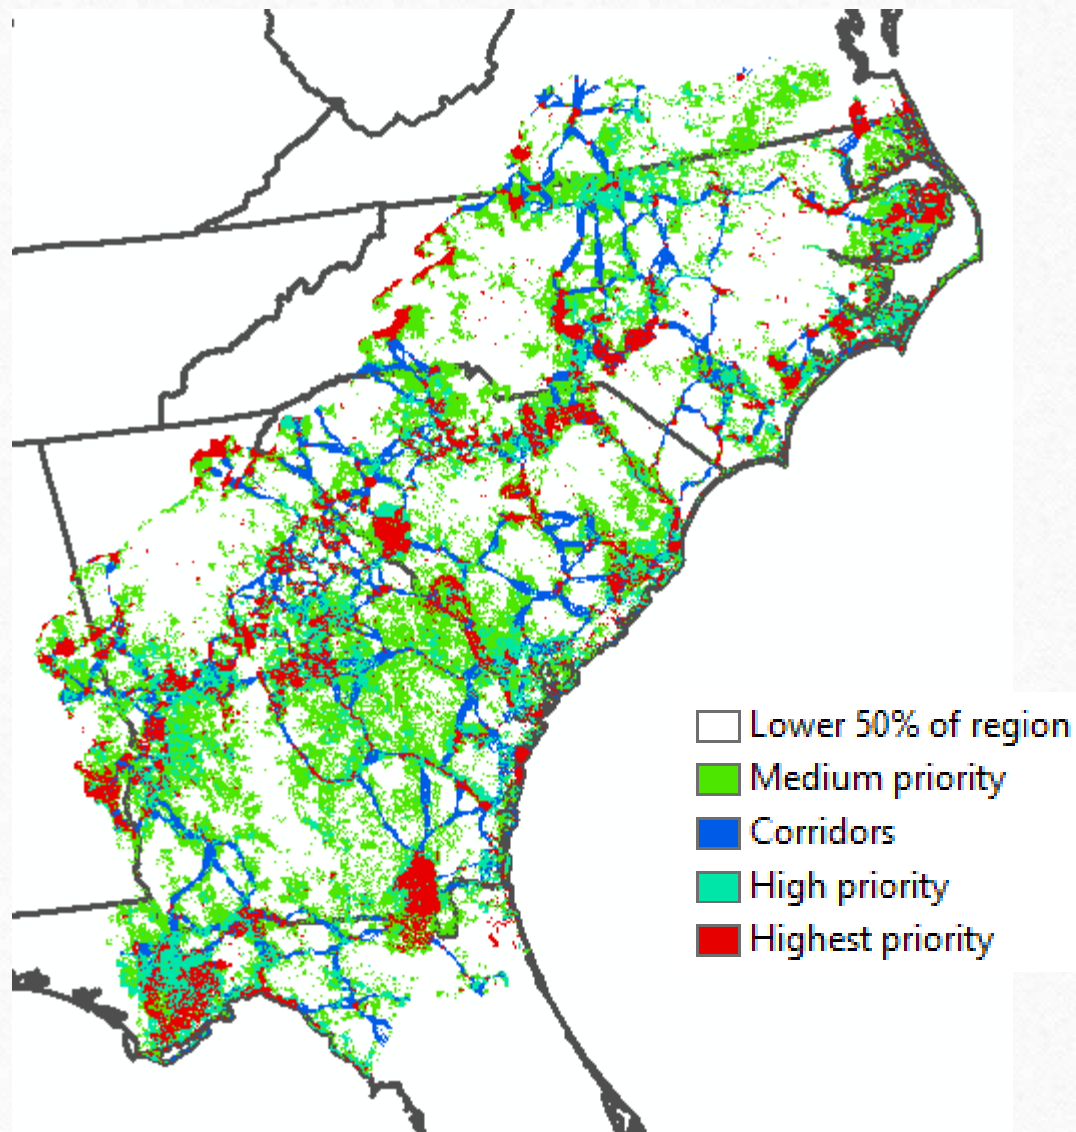 Lower 50% of region
Medium priority
Corridors
High priority
Highest priority